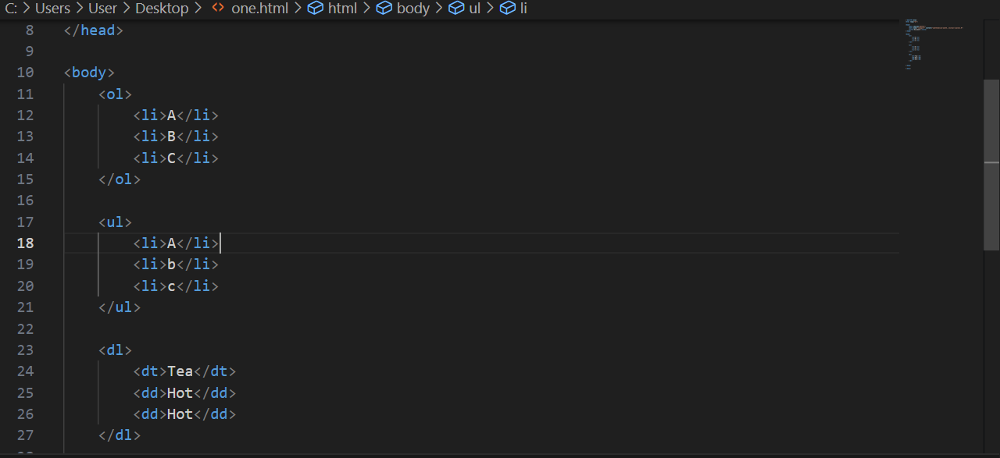 C: > Users > User > Desktop > <> one.html > html > body > ul > li
8 </head>
9
10 <body>
11     <ol>
12         <li>A</li>
13         <li>B</li>
14         <li>C</li>
15     </ol>
16
17     <ul>
18         <li>A</li>
19         <li>b</li>
20         <li>c</li>
21     </ul>
22
23     <dl>
24         <dt>Tea</dt>
25         <dd>Hot</dd>
26         <dd>Hot</dd>
27     </dl>